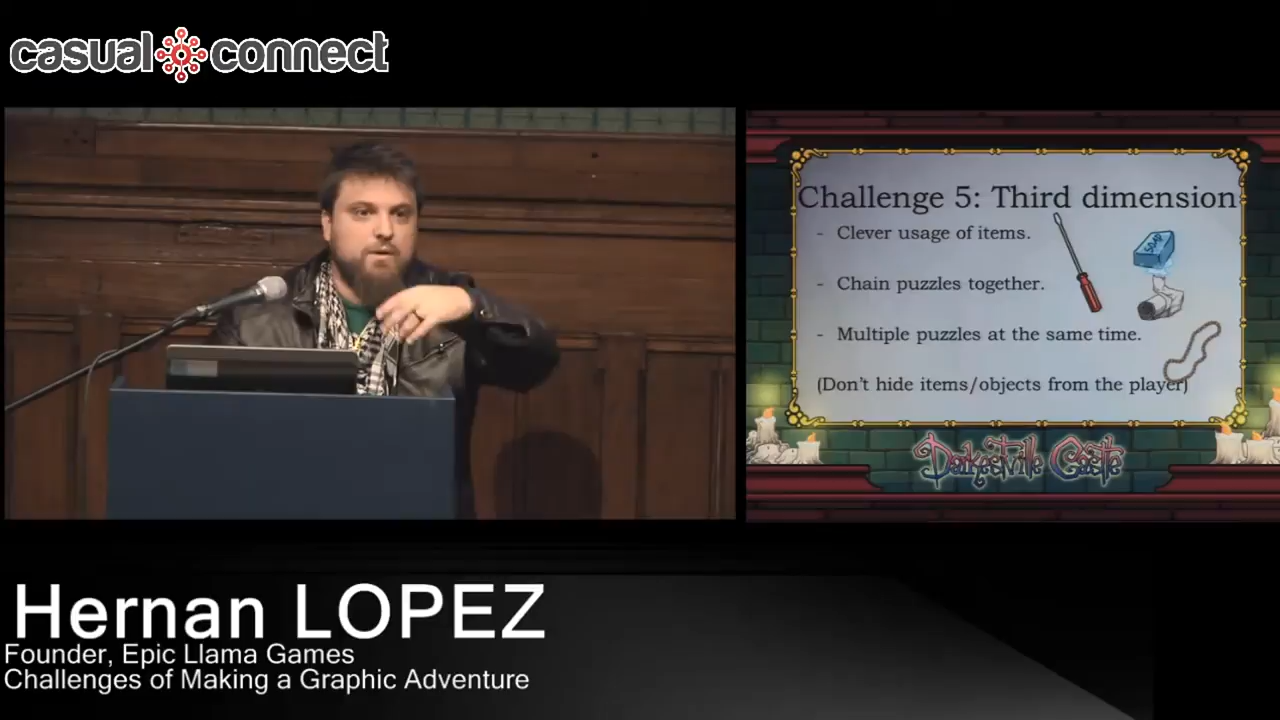 casual connect
Challenge 5: Third dimension
- Clever usage of items.
SOAP
- Chain puzzles together.
- Multiple puzzles at the same time.
(Don't hide items/objects from the player)
Darkestville Castle
Hernan LOPEZ
Founder, Epic Llama Games
Challenges of Making a Graphic Adventure